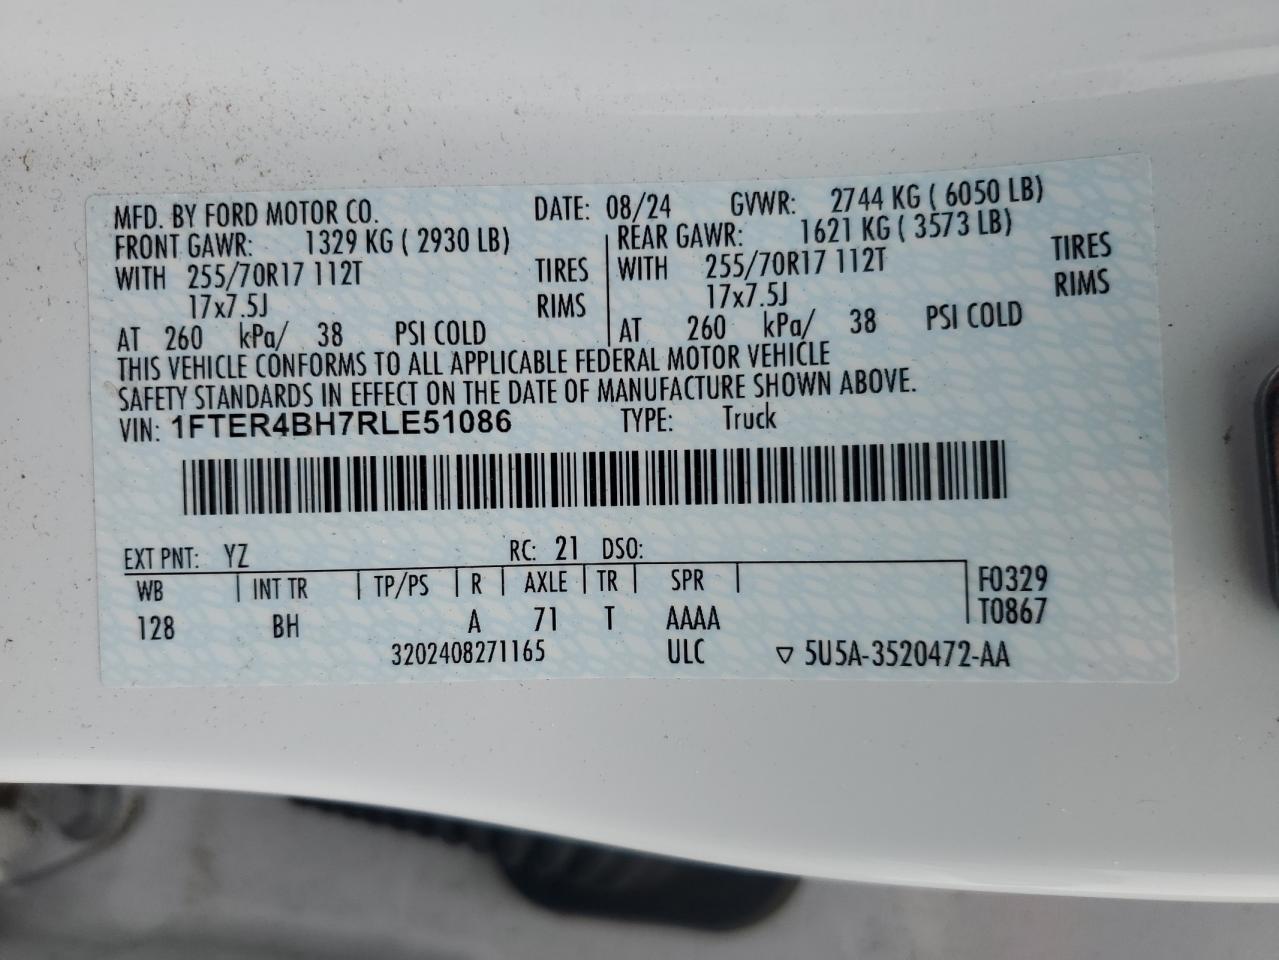 MFD. BY FORD MOTOR CO. DATE: 08/24 GVWR: 2744 KG ( 6050 LB)
FRONT GAWR: 1329 KG ( 2930 LB) REAR GAWR: 1621 KG ( 3573 LB)
WITH 255/70R17 112T TIRES WITH 255/70R17 112T TIRES
17x7.5J RIMS 17x7.5J RIMS
AT 260 kPa/ 38 PSI COLD AT 260 kPa/ 38 PSI COLD
THIS VEHICLE CONFORMS TO ALL APPLICABLE FEDERAL MOTOR VEHICLE
SAFETY STANDARDS IN EFFECT ON THE DATE OF MANUFACTURE SHOWN ABOVE.
VIN: 1FTER4BH7RLE51086 TYPE: Truck
EXT PNT: YZ RC: 21 DSO:
WB INT TR TP/PS R AXLE TR SPR F0329
128 BH A 71 T AAAA T0867
3202408271165 ULC ▽ 5U5A-3520472-AA